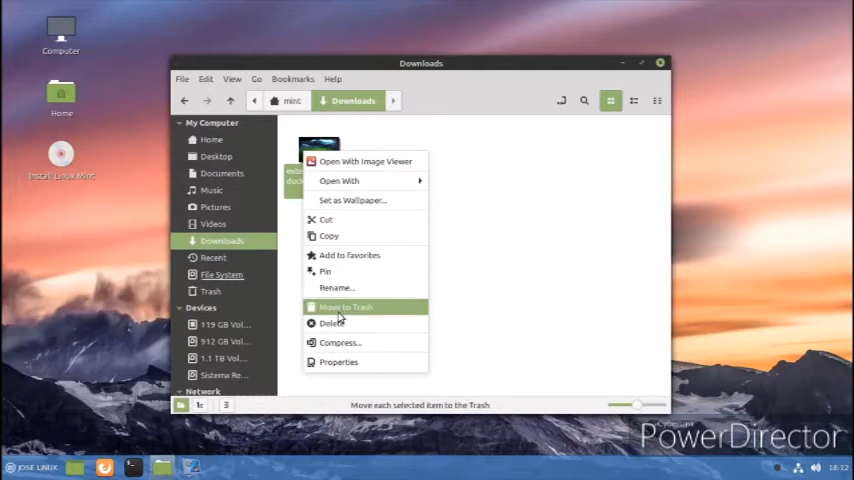 Computer
Home
Install Linux Mint
Downloads
File Edit View Go Bookmarks Help
mint Downloads
My Computer
Home
Desktop
Documents
Music
Pictures
Videos
Downloads
Recent
File System
Trash
Devices
119 GB Vol...
912 GB Vol...
1.1 TB Vol...
Sistema Re...
Network
Open With Image Viewer
Open With
Set as Wallpaper...
Cut
Copy
Add to favorites
Pin
Rename...
Move to Trash
Delete
Compress...
Properties
Move each selected item to the Trash
CyberLink
PowerDirector
JOSE LINUX
18:12